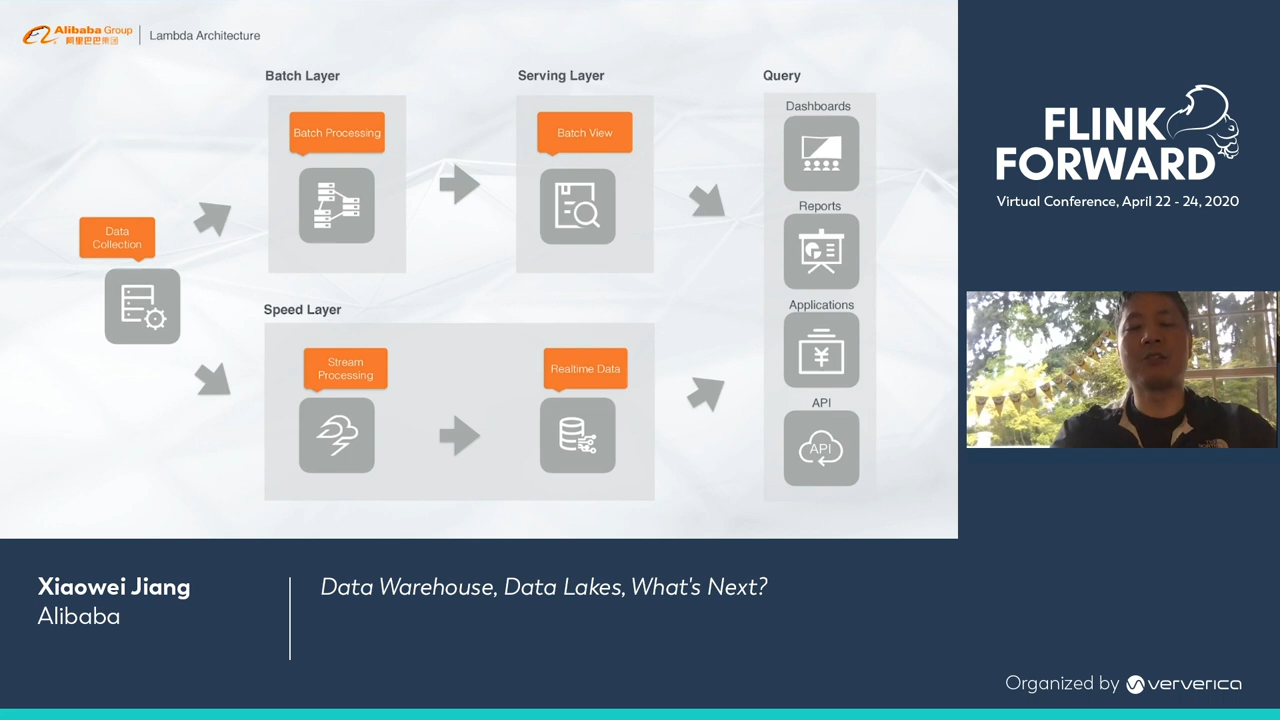 Alibaba Group
阿里巴巴集团
Lambda Architecture
Batch Layer
Serving Layer
Query
Batch Processing
Batch View
Dashboards
Reports
Data
Collection
Applications
¥
Speed Layer
Stream
Processing
Realtime Data
API
API
FLINK
FORWARD
Virtual Conference, April 22 - 24, 2020
Xiaowei Jiang
Alibaba
Data Warehouse, Data Lakes, What's Next?
Organized by ververica